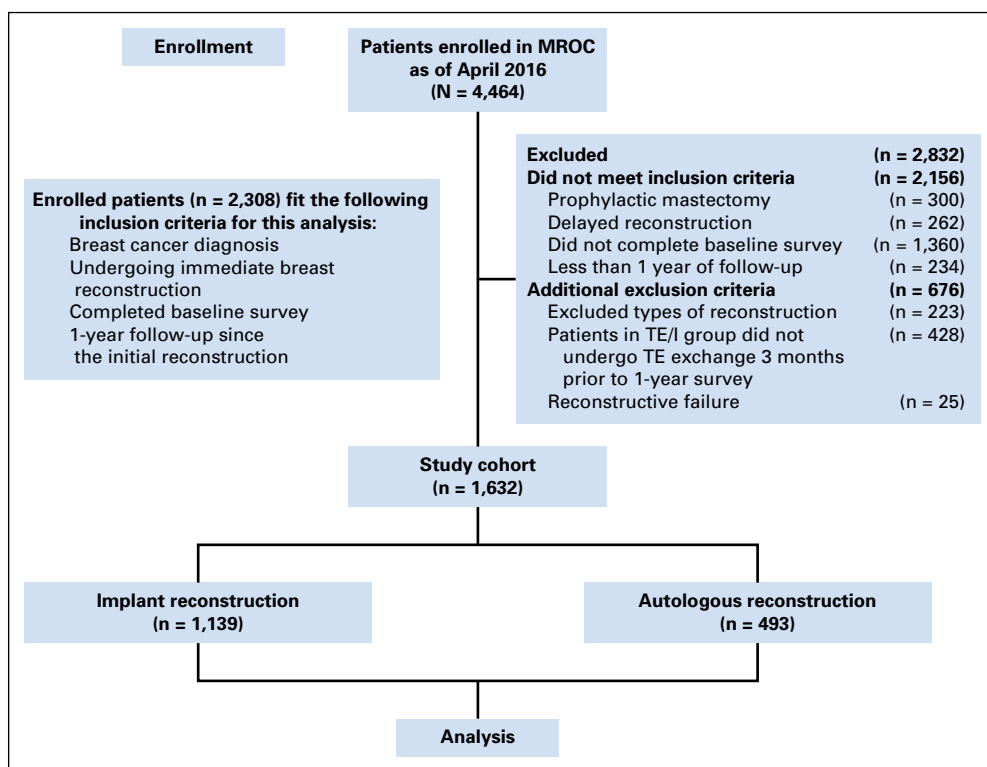 Enrollment
Patients enrolled in MROC
as of April 2016
(N = 4,464)
Enrolled patients (n = 2,308) fit the following
inclusion criteria for this analysis:
Breast cancer diagnosis
Undergoing immediate breast
reconstruction
Completed baseline survey
1-year follow-up since
the initial reconstruction
Excluded (n = 2,832)
Did not meet inclusion criteria (n = 2,156)
Prophylactic mastectomy (n = 300)
Delayed reconstruction (n = 262)
Did not complete baseline survey (n = 1,360)
Less than 1 year of follow-up (n = 234)
Additional exclusion criteria (n = 676)
Excluded types of reconstruction (n = 223)
Patients in TE/I group did not (n = 428)
undergo TE exchange 3 months
prior to 1-year survey
Reconstructive failure (n = 25)
Study cohort
(n = 1,632)
Implant reconstruction
(n = 1,139)
Autologous reconstruction
(n = 493)
Analysis